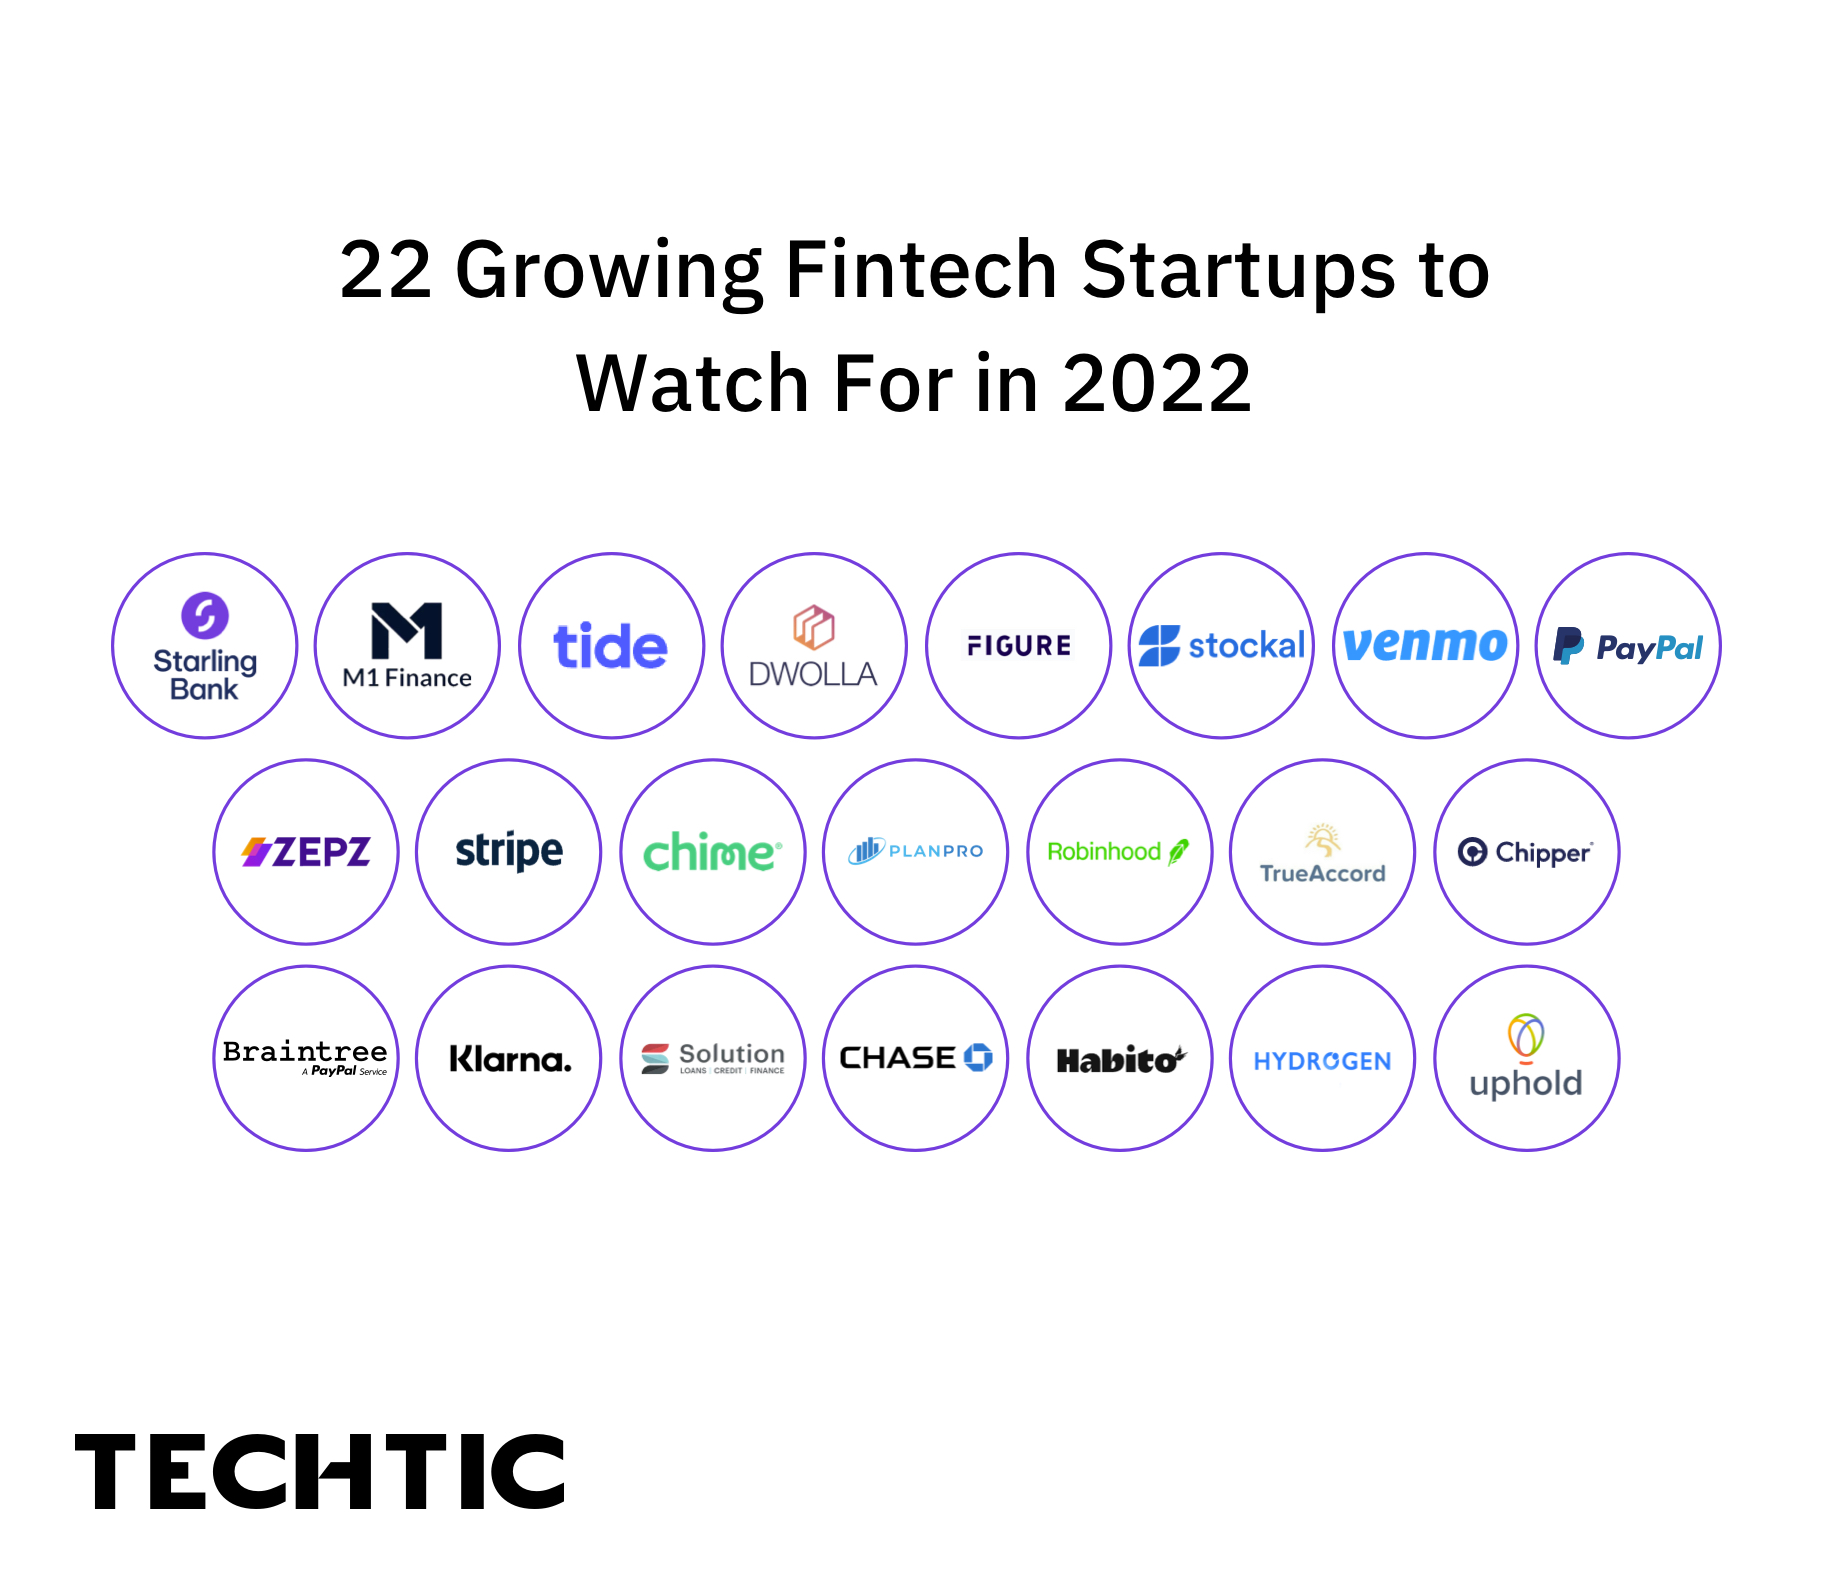 22 Growing Fintech Startups to
Watch For in 2022
Starling
Bank
M1 Finance
tide
DWOLLA
FIGURE
stockal
venmo
PayPal
ZEPZ
stripe
chime®
PLANPRO
Robinhood
TrueAccord
Chipper
Braintree
A PayPal Service
Klarna.
Solution
LOANS | CREDIT | FINANCE
CHASE
Habito
HYDROGEN
uphold
TECHTIC